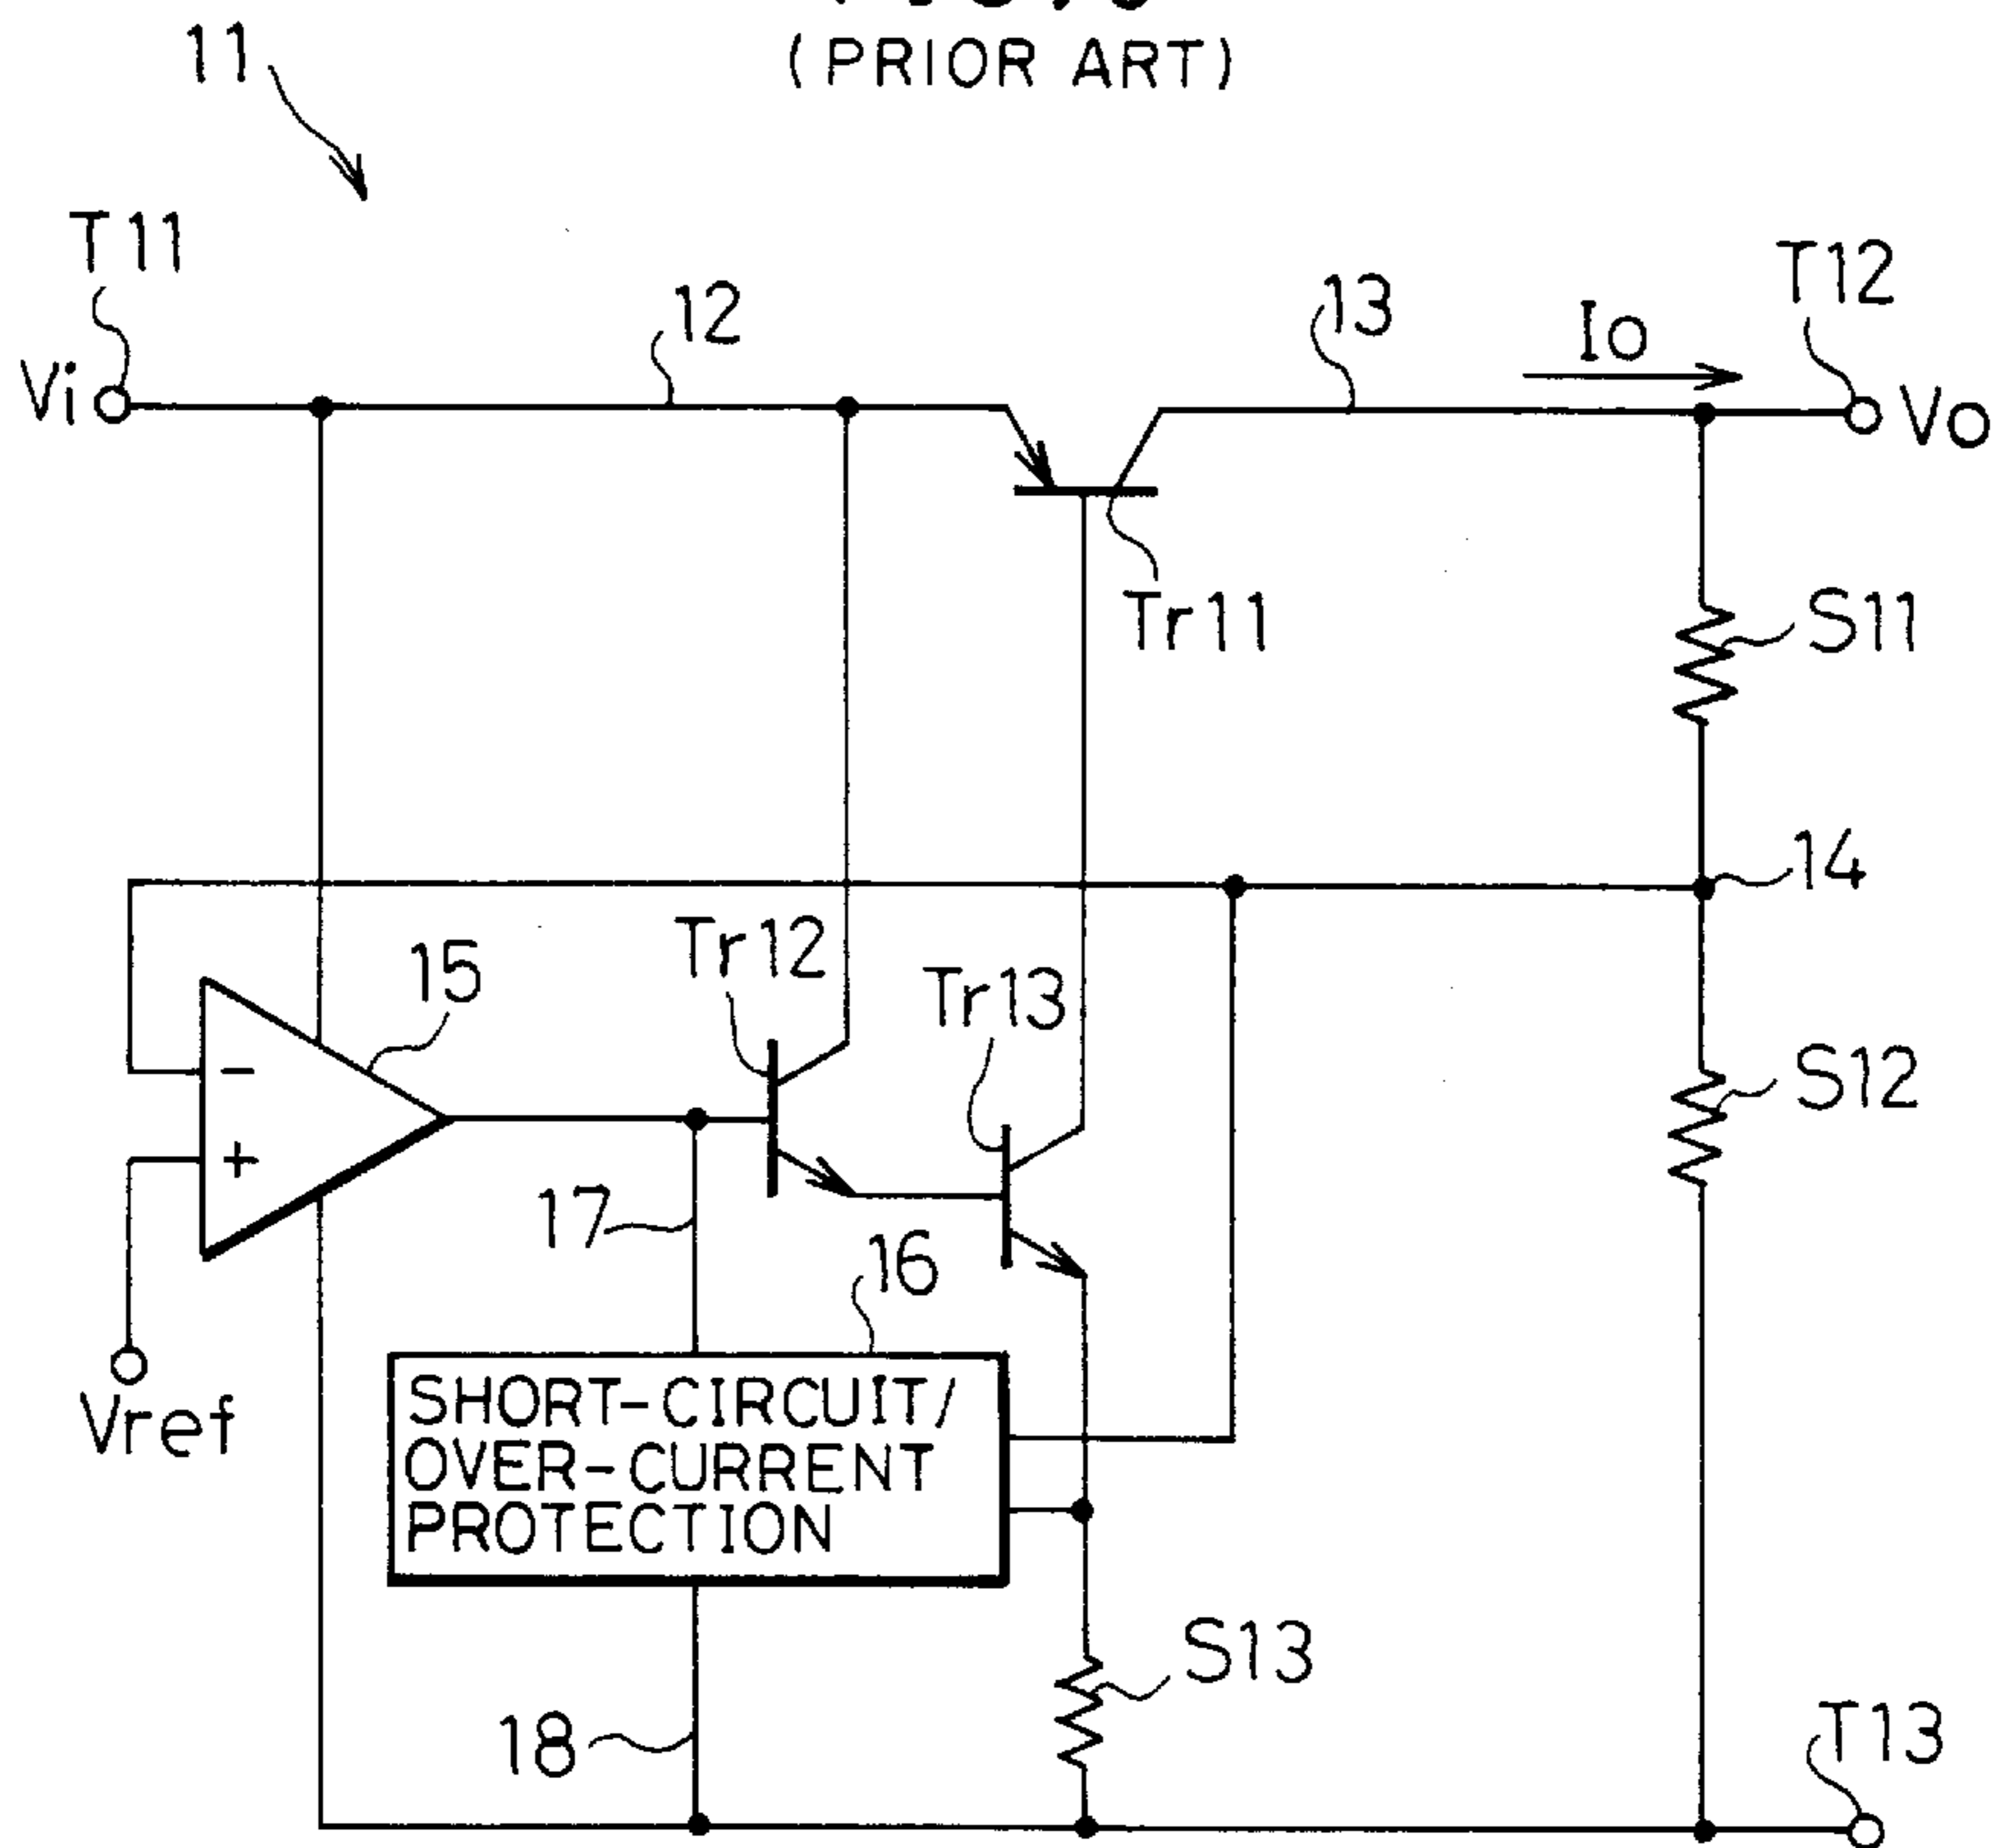 (PRIOR ART)
11
T11
12
13
Io
T12
Vi
Vo
Tr11
S11
14
15
Tr12
Tr13
S12
-
+
17
16
Vref
SHORT-CIRCUIT/
OVER-CURRENT
PROTECTION
S13
18
T13